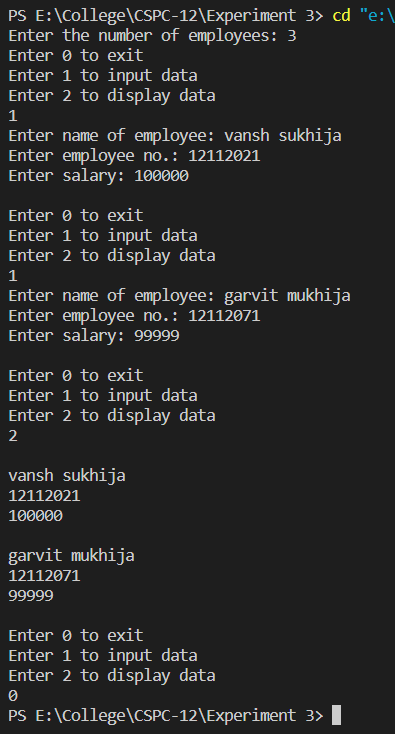 PS E:\College\CSPC-12\Experiment 3> cd "e:\
Enter the number of employees: 3
Enter 0 to exit
Enter 1 to input data
Enter 2 to display data
1
Enter name of employee: vansh sukhija
Enter employee no.: 12112021
Enter salary: 100000
Enter 0 to exit
Enter 1 to input data
Enter 2 to display data
1
Enter name of employee: garvit mukhija
Enter employee no.: 12112071
Enter salary: 99999
Enter 0 to exit
Enter 1 to input data
Enter 2 to display data
2
vansh sukhija
12112021
100000
garvit mukhija
12112071
99999
Enter 0 to exit
Enter 1 to input data
Enter 2 to display data
0
PS E:\College\CSPC-12\Experiment 3>